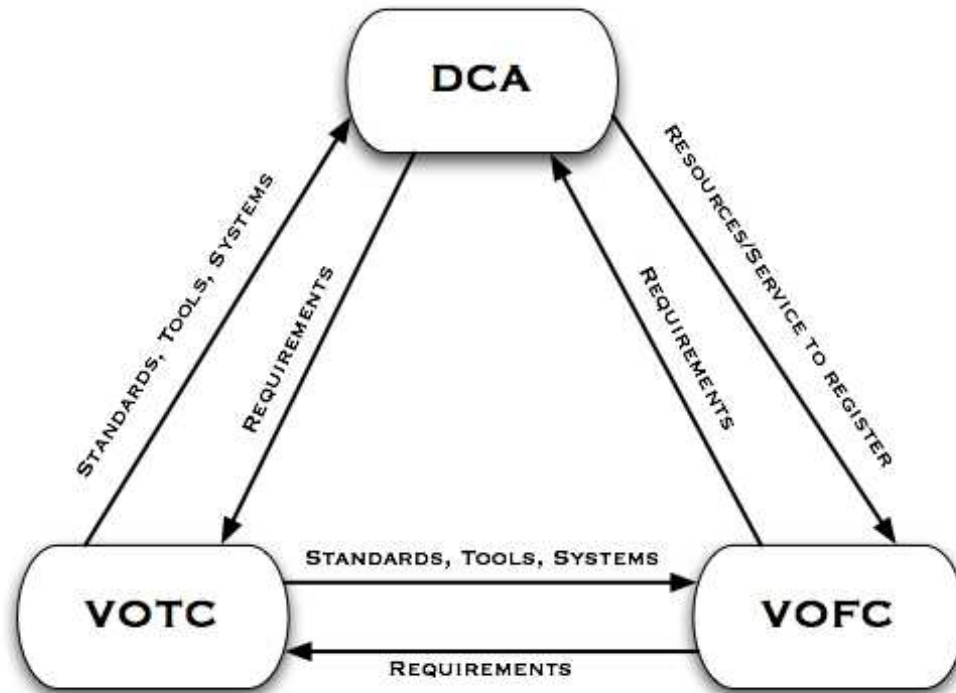 DCA
STANDARDS, TOOLS, SYSTEMS
REQUIREMENTS
REQUIREMENTS
RESOURCES/SERVICE TO REGISTER
STANDARDS, TOOLS, SYSTEMS
VOTC
VOFC
REQUIREMENTS